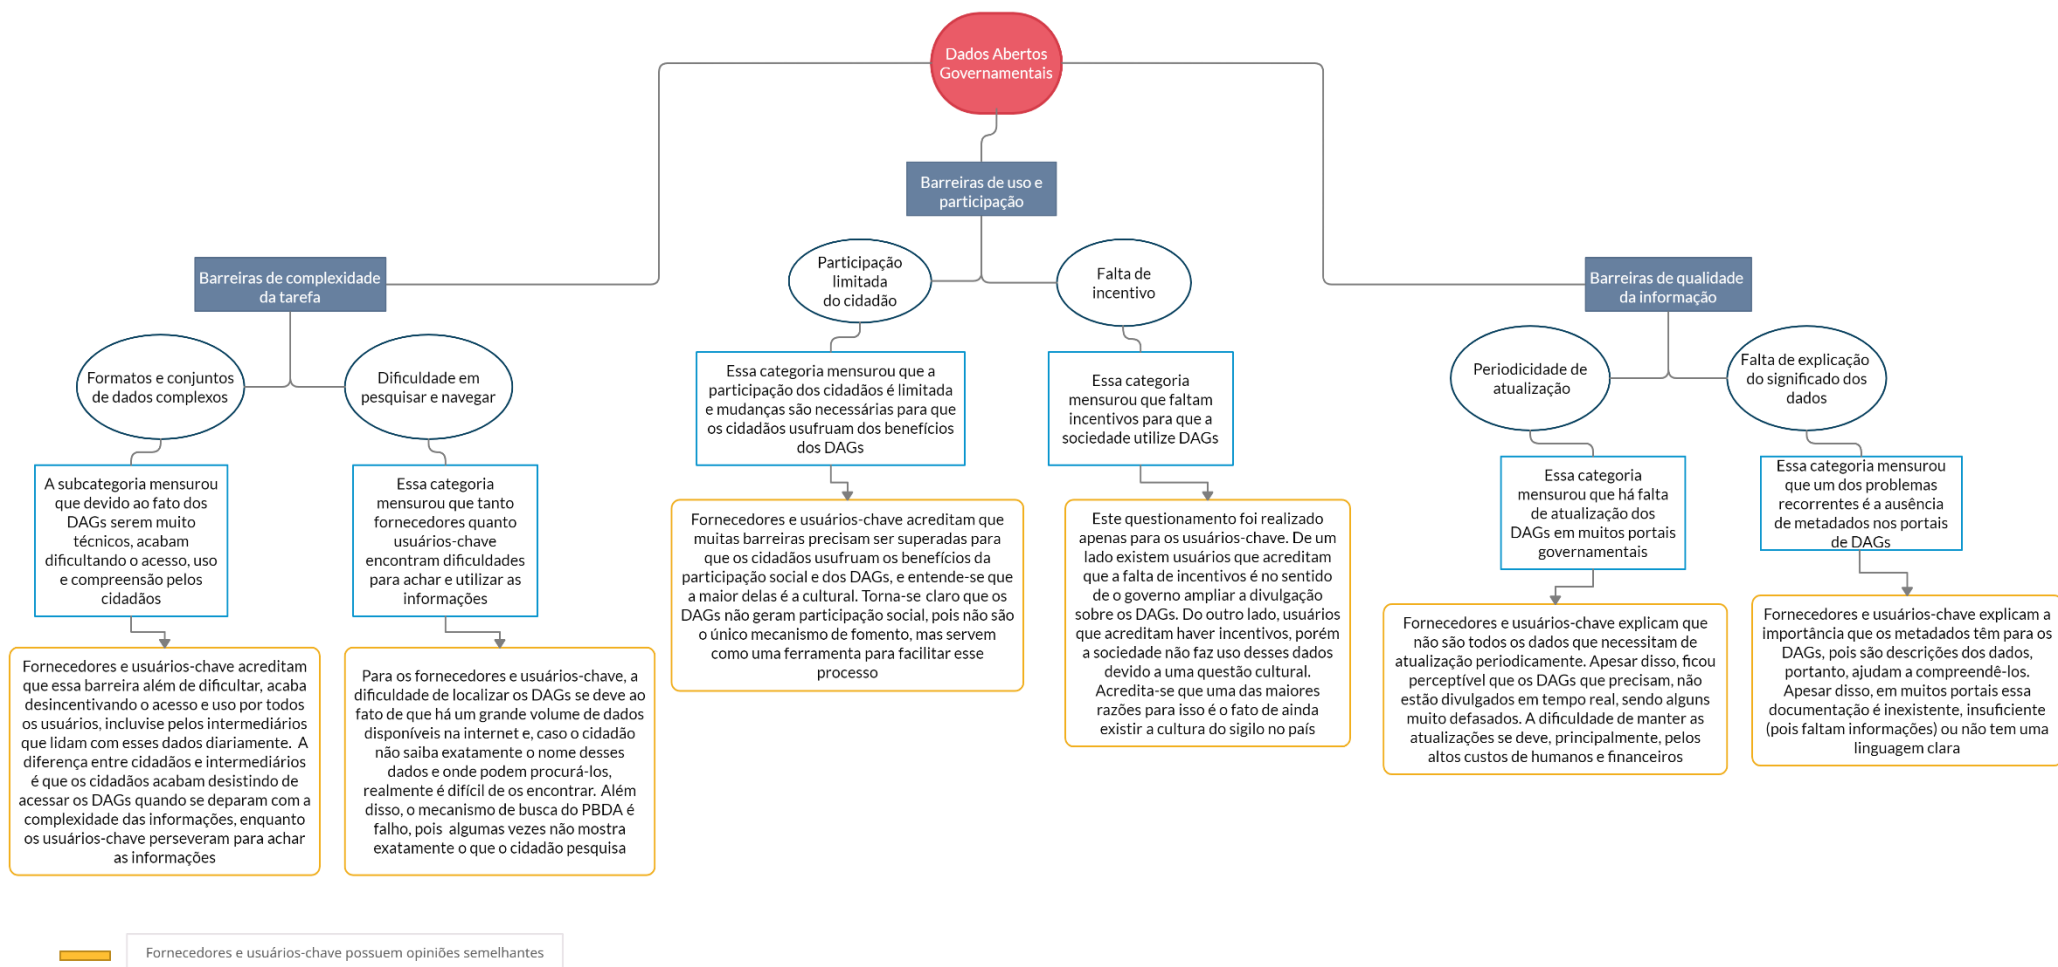 Dados Abertos
Governamentais
Barreiras de uso e
participação
Barreiras de complexidade
da tarefa
Barreiras de qualidade
da informação
Participação
limitada
do cidadão
Falta de
incentivo
Formatos e conjuntos
de dados complexos
Dificuldade em
pesquisar e navegar
Periodicidade de
atualização
Falta de explicação
do significado dos
dados
A subcategoria mensurou
que devido ao fato dos
DAGs serem muito
técnicos, acabam
dificultando o acesso, uso
e compreensão pelos
cidadãos
Essa categoria
mensurou que tanto
fornecedores quanto
usuários-chave
encontram dificuldades
para achar e utilizar as
informações
Essa categoria mensurou que a
participação dos cidadãos é limitada
e mudanças são necessárias para que
os cidadãos usufruam dos benefícios
dos DAGs
Essa categoria
mensurou que faltam
incentivos para que a
sociedade utilize DAGs
Essa categoria
mensurou que há falta
de atualização dos
DAGs em muitos portais
governamentais
Essa categoria mensurou
que um dos problemas
recorrentes é a ausência
de metadados nos portais
de DAGs
Fornecedores e usuários-chave acreditam
que essa barreira além de dificultar, acaba
desincentivando o acesso e uso por todos
os usuários, incluvise pelos intermediários
que lidam com esses dados diariamente. A
diferença entre cidadãos e intermediários
é que os cidadãos acabam desistindo de
acessar os DAGs quando se deparam com a
complexidade das informações, enquanto
os usuários-chave perseveram para achar
as informações
Para os fornecedores e usuários-chave, a
dificuldade de localizar os DAGs se deve ao
fato de que há um grande volume de dados
disponíveis na internet e, caso o cidadão
não saiba exatamente o nome desses
dados e onde podem procurá-los,
realmente é difícil de os encontrar. Além
disso, o mecanismo de busca do PBDA é
falho, pois algumas vezes não mostra
exatamente o que o cidadão pesquisa
Fornecedores e usuários-chave acreditam que
muitas barreiras precisam ser superadas para
que os cidadãos usufruam os benefícios da
participação social e dos DAGs, e entende-se que
a maior delas é a cultural. Torna-se claro que os
DAGs não geram participação social, pois não são
o único mecanismo de fomento, mas servem
como uma ferramenta para facilitar esse
processo
Este questionamento foi realizado
apenas para os usuários-chave. De um
lado existem usuários que acreditam
que a falta de incentivos é no sentido
de o governo ampliar a divulgação
sobre os DAGs. Do outro lado, usuários
que acreditam haver incentivos, porém
a sociedade não faz uso desses dados
devido a uma questão cultural.
Acredita-se que uma das maiores
razões para isso é o fato de ainda
existir a cultura do sigilo no país
Fornecedores e usuários-chave explicam que
não são todos os dados que necessitam de
atualização periodicamente. Apesar disso, ficou
perceptível que os DAGs que precisam, não
estão divulgados em tempo real, sendo alguns
muito defasados. A dificuldade de manter as
atualizações se deve, principalmente, pelos
altos custos de humanos e financeiros
Fornecedores e usuários-chave explicam a
importância que os metadados têm para os
DAGs, pois são descrições dos dados,
portanto, ajudam a compreendê-los.
Apesar disso, em muitos portais essa
documentação é inexistente, insuficiente
(pois faltam informações) ou não tem uma
linguagem clara
Fornecedores e usuários-chave possuem opiniões semelhantes